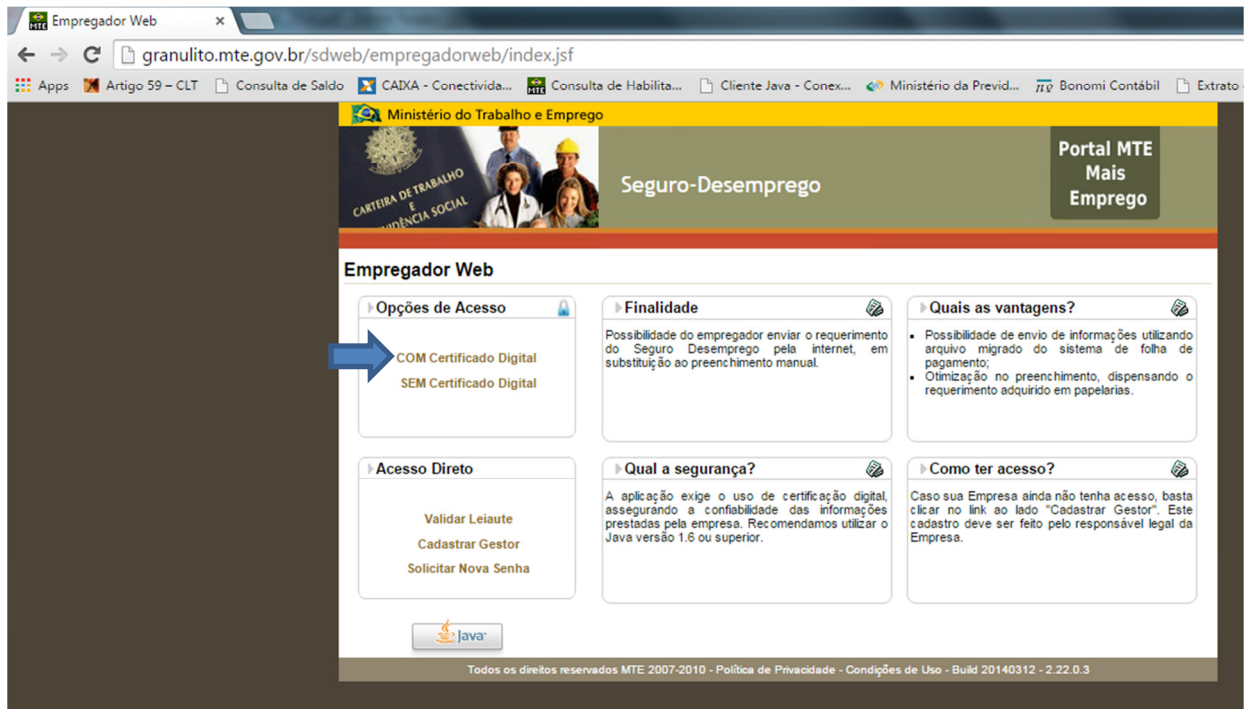 Empregador Web
granulito.mte.gov.br/sdweb/empregadorweb/index.jsf
Apps
Artigo 59 – CLT
Consulta de Saldo
CAIXA - Conectivida...
Consulta de Habilita...
Cliente Java - Conex...
Ministério da Previd...
Bonomi Contábil
Extrato
Ministério do Trabalho e Emprego
CARTEIRA DE TRABALHO
E
SOCIAL
Seguro-Desemprego
Portal MTE
Mais
Emprego
Empregador Web
Opções de Acesso
COM Certificado Digital
SEM Certificado Digital
Finalidade
Possibilidade do empregador enviar o requerimento
do Seguro Desemprego pela internet, em
substituição ao preenchimento manual.
Quais as vantagens?
Possibilidade de envio de informações utilizando
arquivo migrado do sistema de folha de
pagamento;
Otimização no preenchimento, dispensando o
requerimento adquirido em papelarias.
Acesso Direto
Validar Leiaute
Cadastrar Gestor
Solicitar Nova Senha
Qual a segurança?
A aplicação exige o uso de certificação digital,
assegurando a confiabilidade das informações
prestadas pela empresa. Recomendamos utilizar o
Java versão 1.6 ou superior.
Como ter acesso?
Caso sua Empresa ainda não tenha acesso, basta
clicar no link ao lado "Cadastrar Gestor". Este
cadastro deve ser feito pelo responsável legal da
Empresa.
Java
Todos os direitos reservados MTE 2007-2010 - Política de Privacidade - Condições de Uso - Build 20140312 - 2.22.0.3